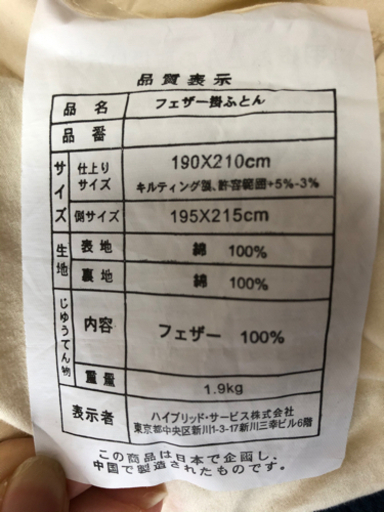 品質表示
品名 フェザー掛ふとん
品番
サイズ 仕上りサイズ 190X210cm
キルティング製、許容範囲+5%-3%
側サイズ 195X215cm
生地 表地 綿 100%
裏地 綿 100%
じゅうてん物 内容 フェザー 100%
重量 1.9kg
表示者 ハイブリッド・サービス株式会社
東京都中央区新川1-3-17新川三幸ビル6階
この商品は日本で企画し、
中国で製造されたものです。